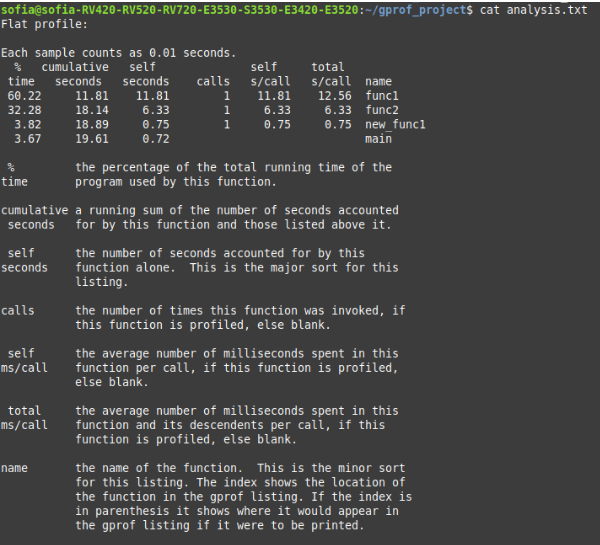 sofia@sofia-RV420-RV520-RV720-E3530-S3530-E3420-E3520:~/gprof_project$ cat analysis.txt
Flat profile:
Each sample counts as 0.01 seconds.
  %   cumulative   self              self     total
 time   seconds   seconds    calls   s/call   s/call  name
 60.22     11.81    11.81        1    11.81    12.56  func1
 32.28     18.14     6.33        1     6.33     6.33  func2
  3.82     18.89     0.75        1     0.75     0.75  new_func1
  3.67     19.61     0.72                             main
 %         the percentage of the total running time of the
time       program used by this function.
cumulative a running sum of the number of seconds accounted
 seconds   for by this function and those listed above it.
 self      the number of seconds accounted for by this
seconds    function alone.  This is the major sort for this
           listing.
calls      the number of times this function was invoked, if
           this function is profiled, else blank.
 self      the average number of milliseconds spent in this
ms/call    function per call, if this function is profiled,
           else blank.
 total     the average number of milliseconds spent in this
ms/call    function and its descendents per call, if this
           function is profiled, else blank.
name       the name of the function.  This is the minor sort
           for this listing. The index shows the location of
           the function in the gprof listing. If the index is
           in parenthesis it shows where it would appear in
           the gprof listing if it were to be printed.